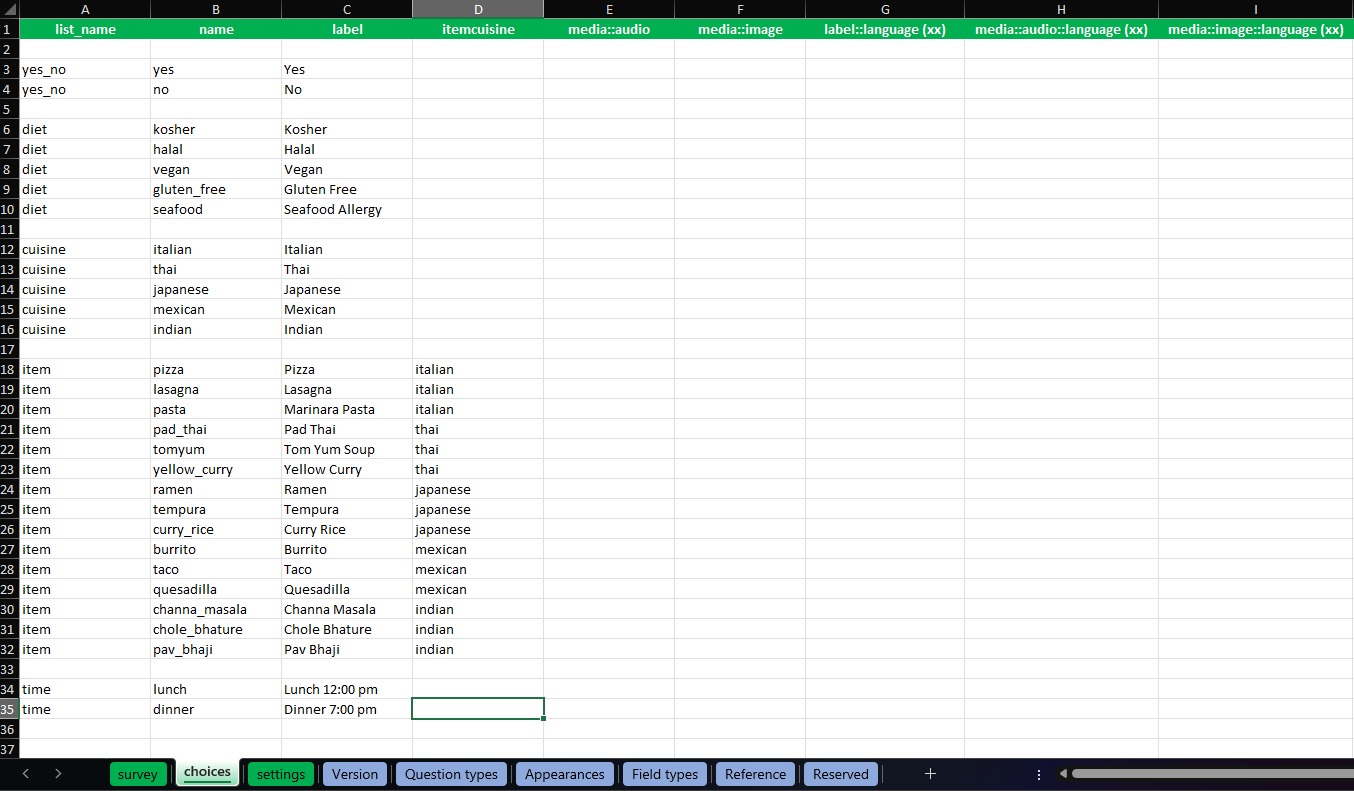 A B C D E F G H I
1 list_name name label itemcuisine media::audio media::image label::language (xx) media::audio::language (xx) media::image::language (xx)
2
3 yes_no yes Yes
4 yes_no no No
5
6 diet kosher Kosher
7 diet halal Halal
8 diet vegan Vegan
9 diet gluten_free Gluten Free
10 diet seafood Seafood Allergy
11
12 cuisine italian Italian
13 cuisine thai Thai
14 cuisine japanese Japanese
15 cuisine mexican Mexican
16 cuisine indian Indian
17
18 item pizza Pizza italian
19 item lasagna Lasagna italian
20 item pasta Marinara Pasta italian
21 item pad_thai Pad Thai thai
22 item tomyum Tom Yum Soup thai
23 item yellow_curry Yellow Curry thai
24 item ramen Ramen japanese
25 item tempura Tempura japanese
26 item curry_rice Curry Rice japanese
27 item burrito Burrito mexican
28 item taco Taco mexican
29 item quesadilla Quesadilla mexican
30 item channa_masala Channa Masala indian
31 item chole_bhature Chole Bhature indian
32 item pav_bhaji Pav Bhaji indian
33
34 time lunch Lunch 12:00 pm
35 time dinner Dinner 7:00 pm
36
37
survey choices settings Version Question types Appearances Field types Reference Reserved